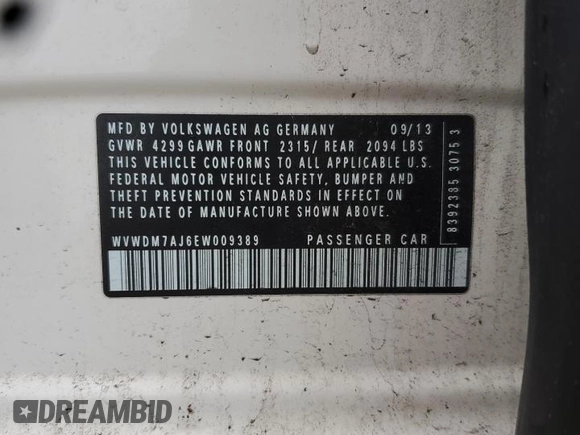 MFD BY VOLKSWAGEN AG GERMANY 09/13
GVWR 4299 GAWR FRONT 2315/ REAR 2094 LBS
THIS VEHICLE CONFORMS TO ALL APPLICABLE U.S.
FEDERAL MOTOR VEHICLE SAFETY, BUMPER AND
THEFT PREVENTION STANDARDS IN EFFECT ON THE
DATE OF MANUFACTURE SHOWN ABOVE.
WVWDM7AJ6EW009389 PASSENGER CAR
8392385 3075 3
DREAMBID